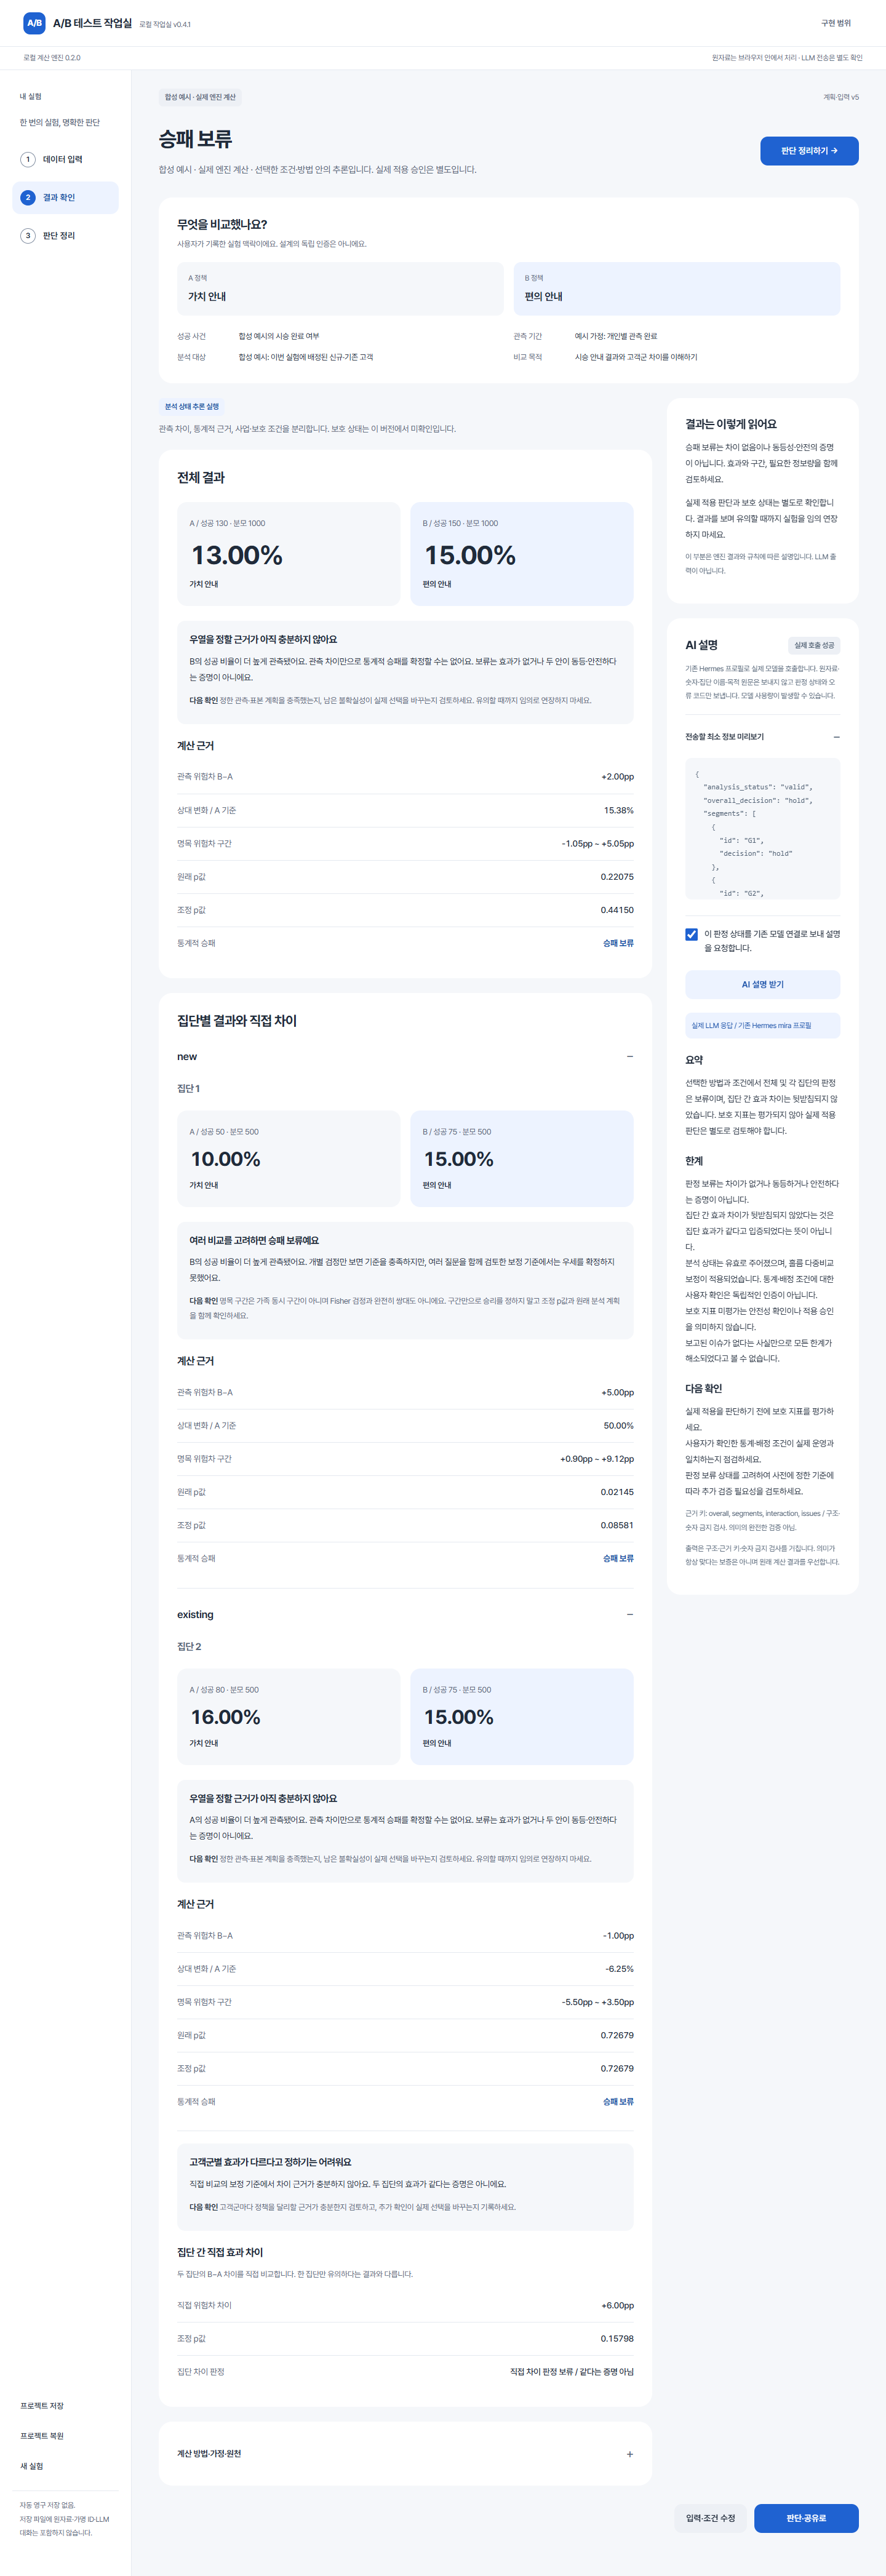 A/B A/B 테스트 작업실 로컬 작업실 v0.4.1
구현 범위
로컬 계산 엔진 0.2.0
원자료는 브라우저 안에서 처리 · LLM 전송은 별도 확인
내 실험
한 번의 실험, 명확한 판단
1 데이터 입력
2 결과 확인
3 판단 정리
합성 예시 · 실제 엔진 계산
계획·입력 v5
승패 보류
합성 예시 · 실제 엔진 계산 · 선택한 조건·방법 안의 추론입니다. 실제 적용 승인은 별도입니다.
판단 정리하기 →
무엇을 비교했나요?
사용자가 기록한 실험 맥락이에요. 설계의 독립 인증은 아니에요.
A 정책
가치 안내
B 정책
편의 안내
성공 사건 합성 예시의 시승 완료 여부
관측 기간 예시 가정: 개인별 관측 완료
분석 대상 합성 예시: 이번 실험에 배정된 신규·기존 고객
비교 목적 시승 안내 결과와 고객군 차이를 이해하기
분석 상태 추론 실행
관측 차이, 통계적 근거, 사업·보호 조건을 분리합니다. 보호 상태는 이 버전에서 미확인입니다.
전체 결과
A / 성공 130 · 분모 1000
13.00%
가치 안내
B / 성공 150 · 분모 1000
15.00%
편의 안내
우열을 정할 근거가 아직 충분하지 않아요
B의 성공 비율이 더 높게 관측됐어요. 관측 차이만으로 통계적 승패를 확정할 수는 없어요. 보류는 효과가 없거나 두 안이 동등·안전하다
는 증명이 아니에요.
다음 확인 정한 관측·표본 계획을 충족했는지, 남은 불확실성이 실제 선택을 바꾸는지 검토하세요. 유의할 때까지 임의로 연장하지 마세요.
계산 근거
관측 위험차 B−A +2.00pp
상대 변화 / A 기준 15.38%
명목 위험차 구간 -1.05pp ~ +5.05pp
원래 p값 0.22075
조정 p값 0.44150
통계적 승패 승패 보류
집단별 결과와 직접 차이
new −
집단 1
A / 성공 50 · 분모 500
10.00%
가치 안내
B / 성공 75 · 분모 500
15.00%
편의 안내
여러 비교를 고려하면 승패 보류예요
B의 성공 비율이 더 높게 관측됐어요. 개별 검정만 보면 기준을 충족하지만, 여러 질문을 함께 검토한 보정 기준에서는 우세를 확정하지
못했어요.
다음 확인 명목 구간은 가족 동시 구간이 아니며 Fisher 검정과 완전히 쌍대도 아니에요. 구간만으로 승리를 정하지 말고 조정 p값과 원래 분석 계획
을 함께 확인하세요.
계산 근거
관측 위험차 B−A +5.00pp
상대 변화 / A 기준 50.00%
명목 위험차 구간 +0.90pp ~ +9.12pp
원래 p값 0.02145
조정 p값 0.08581
통계적 승패 승패 보류
existing −
집단 2
A / 성공 80 · 분모 500
16.00%
가치 안내
B / 성공 75 · 분모 500
15.00%
편의 안내
우열을 정할 근거가 아직 충분하지 않아요
A의 성공 비율이 더 높게 관측됐어요. 관측 차이만으로 통계적 승패를 확정할 수는 없어요. 보류는 효과가 없거나 두 안이 동등·안전하다
는 증명이 아니에요.
다음 확인 정한 관측·표본 계획을 충족했는지, 남은 불확실성이 실제 선택을 바꾸는지 검토하세요. 유의할 때까지 임의로 연장하지 마세요.
계산 근거
관측 위험차 B−A -1.00pp
상대 변화 / A 기준 -6.25%
명목 위험차 구간 -5.50pp ~ +3.50pp
원래 p값 0.72679
조정 p값 0.72679
통계적 승패 승패 보류
고객군별 효과가 다르다고 정하기는 어려워요
직접 비교의 보정 기준에서 차이 근거가 충분하지 않아요. 두 집단의 효과가 같다는 증명은 아니에요.
다음 확인 고객군마다 정책을 달리할 근거가 충분한지 검토하고, 추가 확인이 실제 선택을 바꾸는지 기록하세요.
집단 간 직접 효과 차이
두 집단의 B−A 차이를 직접 비교합니다. 한 집단만 유의하다는 결과와 다릅니다.
직접 위험차 차이 +6.00pp
조정 p값 0.15798
집단 차이 판정 직접 차이 판정 보류 / 같다는 증명 아님
계산 방법·가정·원천 +
결과는 이렇게 읽어요
승패 보류는 차이 없음이나 동등성·안전의 증명
이 아닙니다. 효과와 구간, 필요한 정보량을 함께
검토하세요.
실제 적용 판단과 보호 상태는 별도로 확인합니
다. 결과를 보며 유의할 때까지 실험을 임의 연장
하지 마세요.
이 부분은 엔진 결과와 규칙에 따른 설명입니다. LLM 출
력이 아닙니다.
AI 설명 실제 호출 성공
기존 Hermes 프로필로 실제 모델을 호출합니다. 원자료·
숫자·집단 이름·목적 원문은 보내지 않고 판정 상태와 오
류 코드만 보냅니다. 모델 사용량이 발생할 수 있습니다.
전송할 최소 정보 미리보기 −
{
"analysis_status": "valid",
"overall_decision": "hold",
"segments": [
{
"id": "G1",
"decision": "hold"
},
{
"id": "G2",
이 판정 상태를 기존 모델 연결로 보내 설명
을 요청합니다.
AI 설명 받기
실제 LLM 응답 / 기존 Hermes mira 프로필
요약
선택한 방법과 조건에서 전체 및 각 집단의 판정
은 보류이며, 집단 간 효과 차이는 뒷받침되지 않
았습니다. 보호 지표는 평가되지 않아 실제 적용
판단은 별도로 검토해야 합니다.
한계
판정 보류는 차이가 없거나 동등하거나 안전하다
는 증명이 아닙니다.
집단 간 효과 차이가 뒷받침되지 않았다는 것은
집단 효과가 같다고 입증되었다는 뜻이 아닙니
다.
분석 상태는 유효로 주어졌으며, 홀름 다중비교
보정이 적용되었습니다. 통계·배정 조건에 대한
사용자 확인은 독립적인 인증이 아닙니다.
보호 지표 미평가는 안전성 확인이나 적용 승인
을 의미하지 않습니다.
보고된 이슈가 없다는 사실만으로 모든 한계가
해소되었다고 볼 수 없습니다.
다음 확인
실제 적용을 판단하기 전에 보호 지표를 평가하
세요.
사용자가 확인한 통계·배정 조건이 실제 운영과
일치하는지 점검하세요.
판정 보류 상태를 고려하여 사전에 정한 기준에
따라 추가 검증 필요성을 검토하세요.
근거 키: overall, segments, interaction, issues / 구조·
숫자 금지 검사. 의미의 완전한 검증 아님.
출력은 구조·근거 키·숫자 금지 검사를 거칩니다. 의미가
항상 맞다는 보증은 아니며 원래 계산 결과를 우선합니다.
프로젝트 저장
프로젝트 복원
새 실험
자동 영구 저장 없음.
저장 파일에 원자료·가명 ID·LLM
대화는 포함하지 않습니다.
입력·조건 수정
판단·공유로